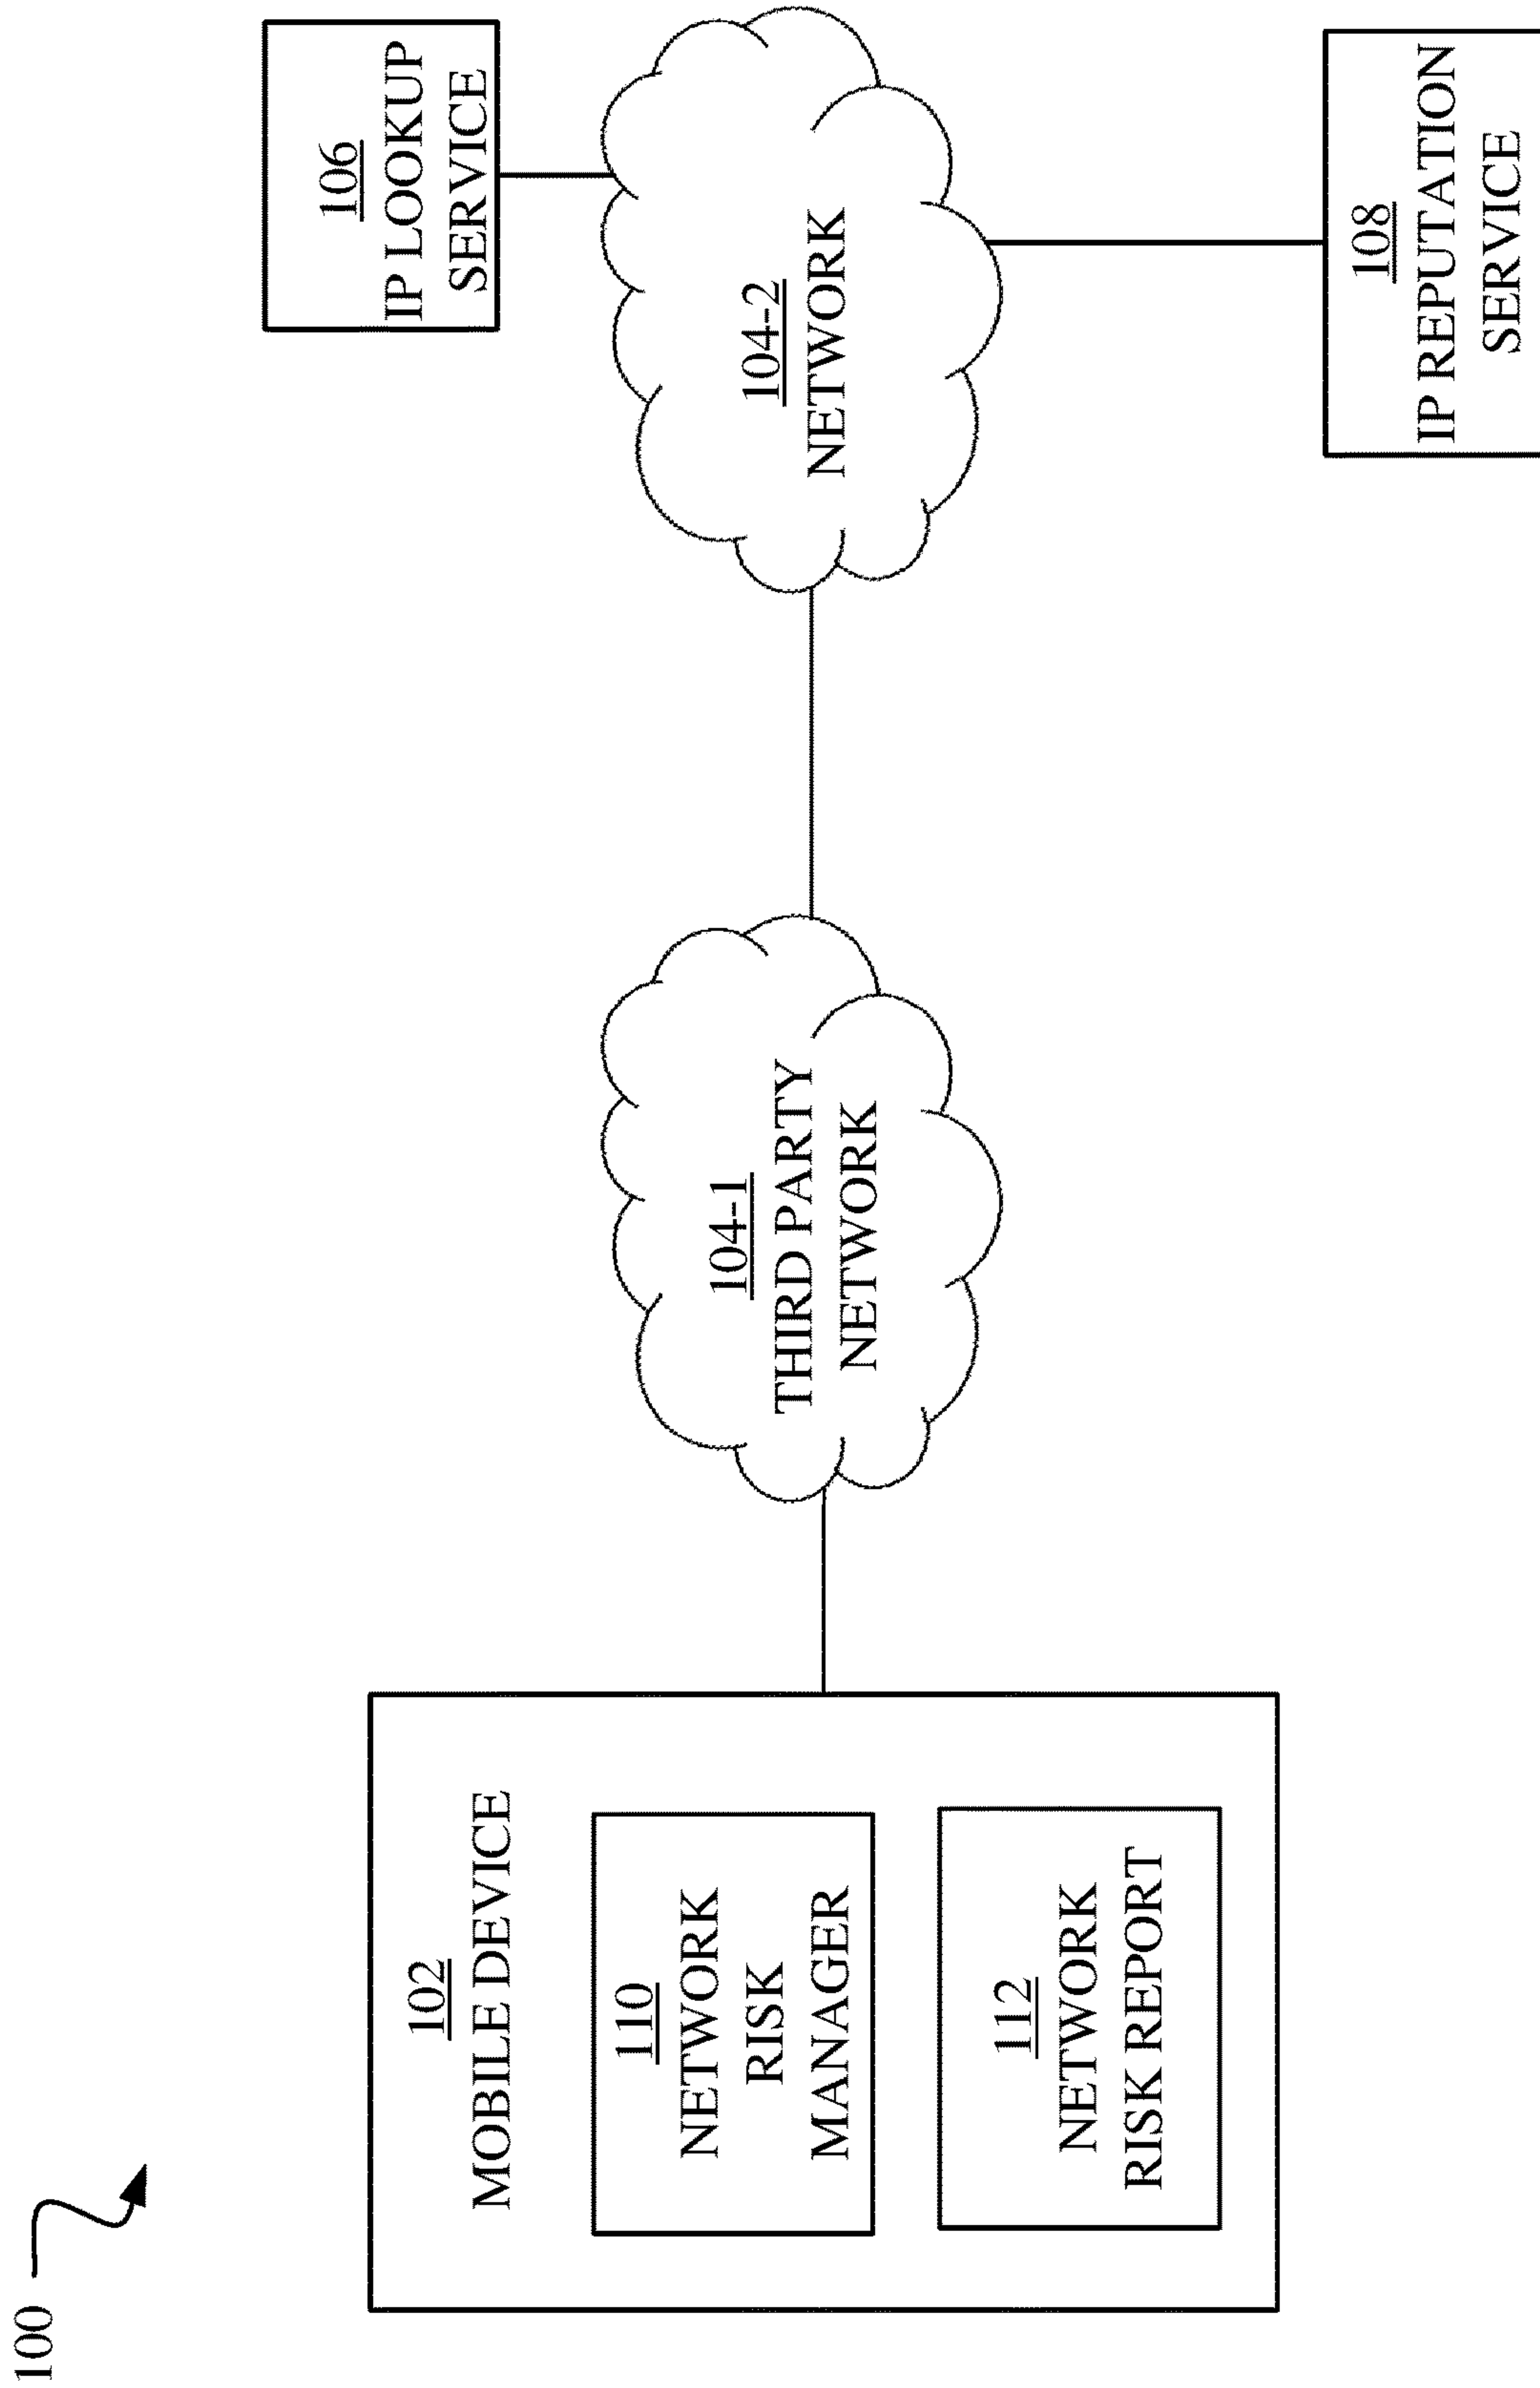 100
102
MOBILE DEVICE
110
NETWORK
RISK
MANAGER
112
NETWORK
RISK REPORT
104-1
THIRD PARTY
NETWORK
104-2
NETWORK
106
IP LOOKUP
SERVICE
108
IP REPUTATION
SERVICE